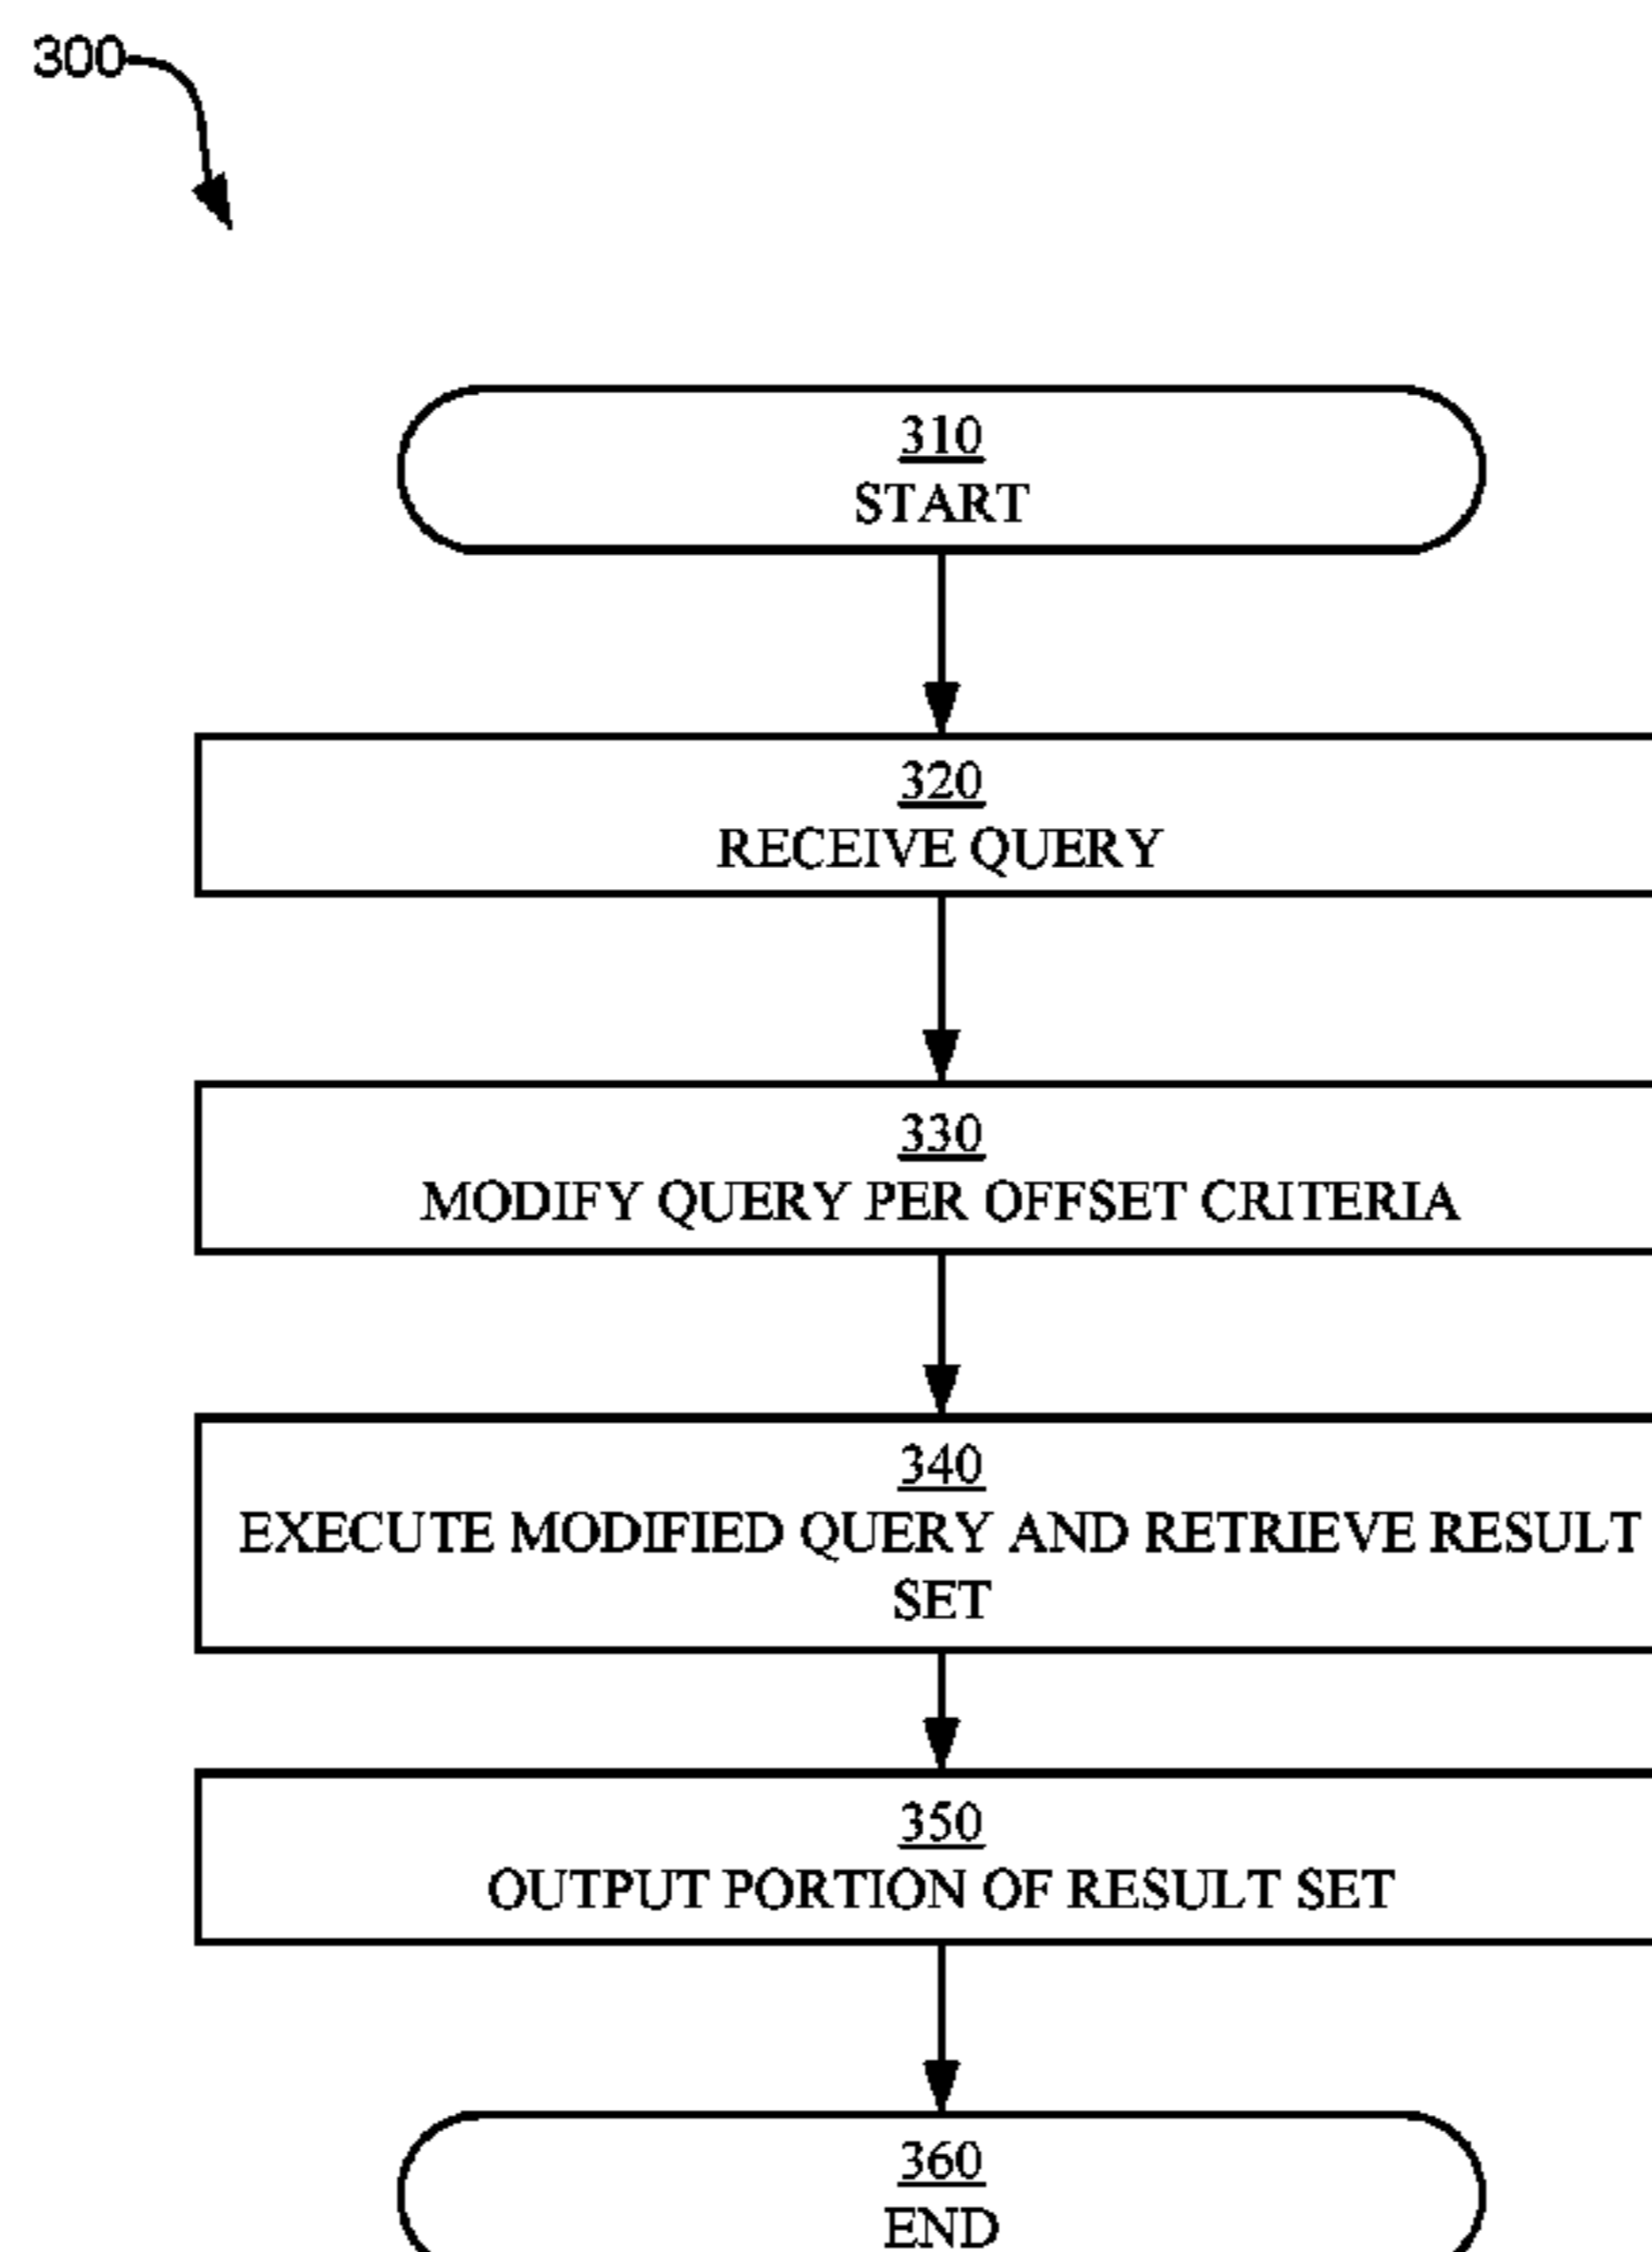 300
310
START
320
RECEIVE QUERY
330
MODIFY QUERY PER OFFSET CRITERIA
340
EXECUTE MODIFIED QUERY AND RETRIEVE RESULT
SET
350
OUTPUT PORTION OF RESULT SET
360
END